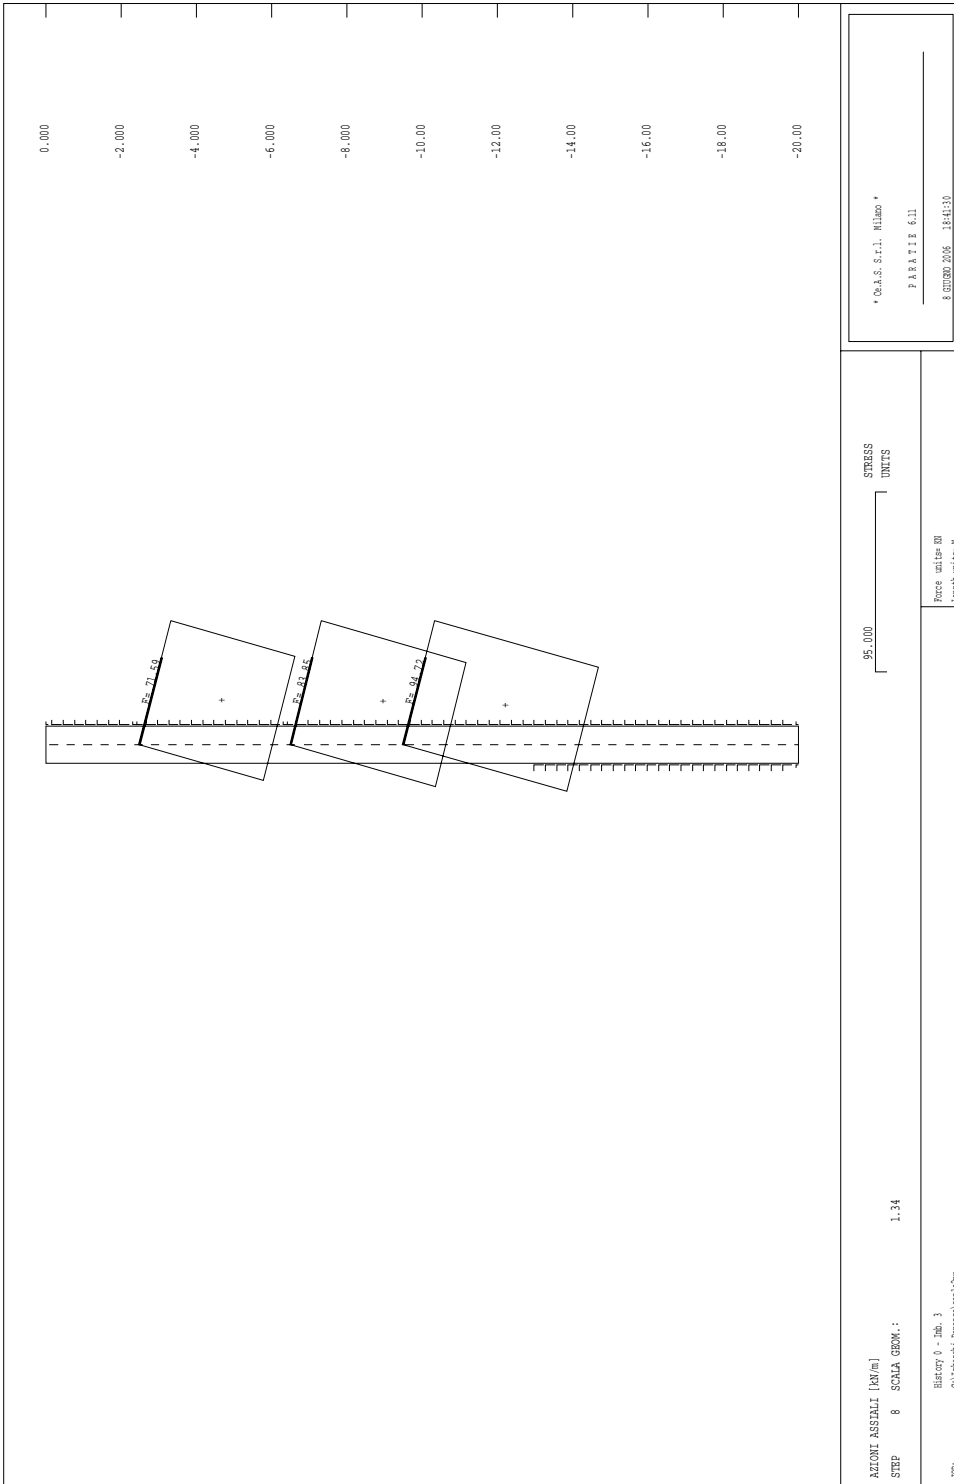 0.000
-2.000
-4.000
-6.000
-8.000
-10.00
-12.00
-14.00
-16.00
-18.00
-20.00
F= 71.59
F= 83.85
F= 94.72
* Ce.A.S. S.r.l. Milano *
P A R A T I E 6.11
8 GIUGNO 2006 18:41:30
95.000
STRESS
UNITS
Force units= KN
AZIONI ASSIALI [kN/m]
STEP 8 SCALA GEOM.: 1.34
History 0 - Imb. 3